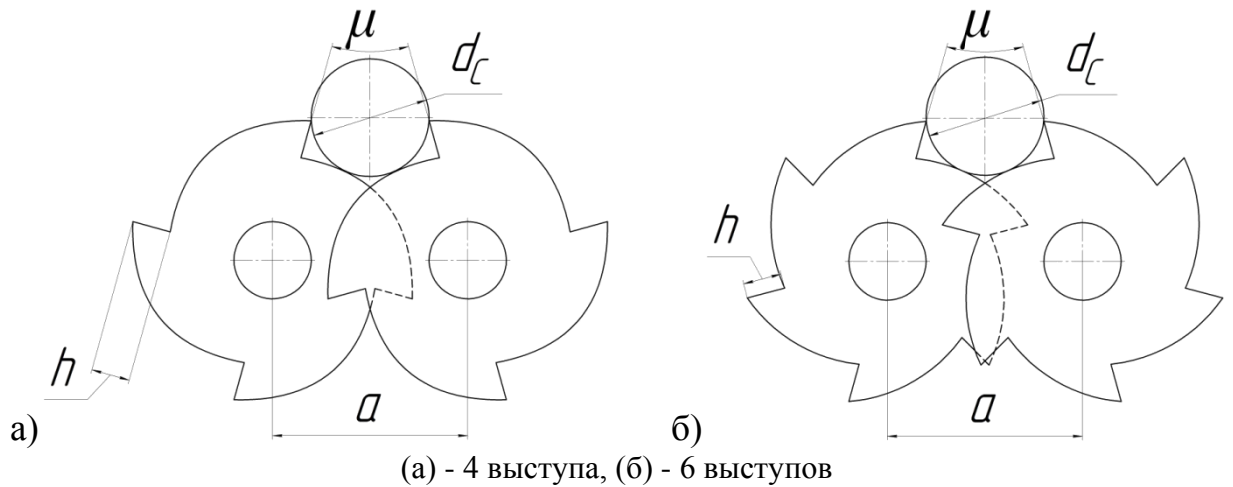 μ μ
d_c d_c
h
h
a
a
а) б)
(а) - 4 выступа, (б) - 6 выступов